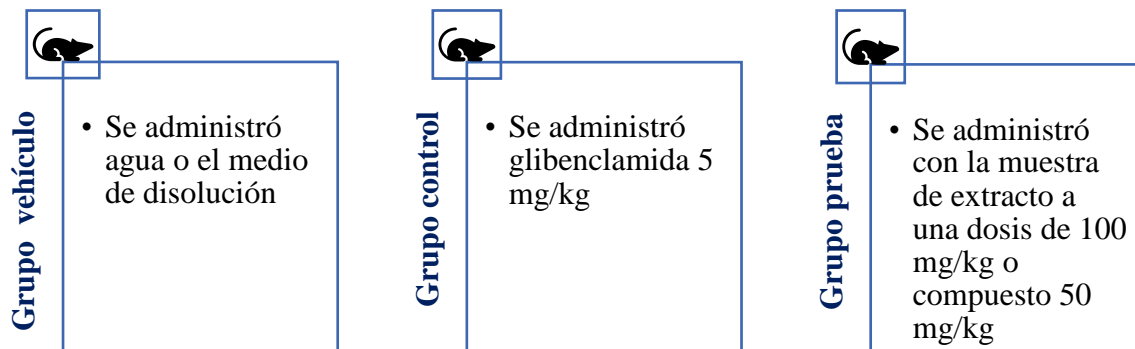 Grupo vehículo
• Se administró
agua o el medio
de disolución
Grupo control
• Se administró
glibenclamida 5
mg/kg
Grupo prueba
• Se administró
con la muestra
de extracto a
una dosis de 100
mg/kg o
compuesto 50
mg/kg